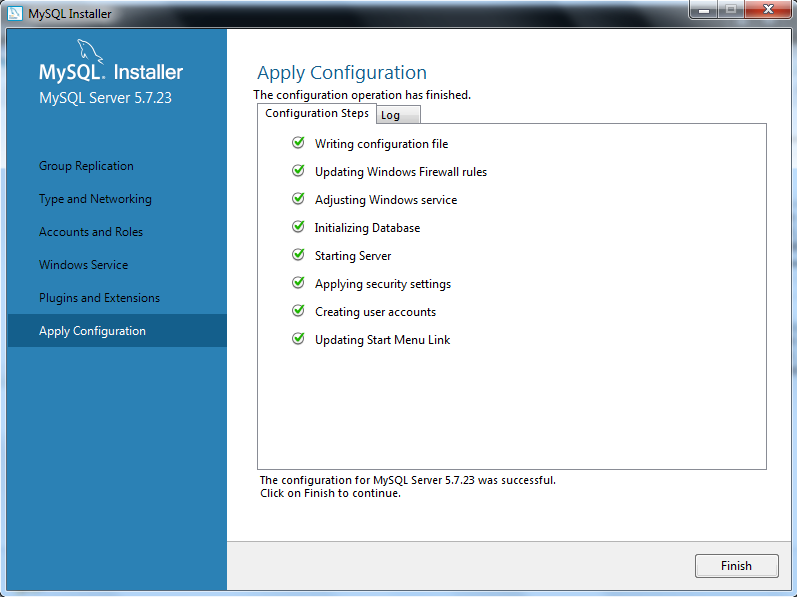 MySQL Installer
MySQL. Installer
MySQL Server 5.7.23
Group Replication
Type and Networking
Accounts and Roles
Windows Service
Plugins and Extensions
Apply Configuration
Apply Configuration
The configuration operation has finished.
Configuration Steps Log
Writing configuration file
Updating Windows Firewall rules
Adjusting Windows service
Initializing Database
Starting Server
Applying security settings
Creating user accounts
Updating Start Menu Link
The configuration for MySQL Server 5.7.23 was successful.
Click on Finish to continue.
Finish